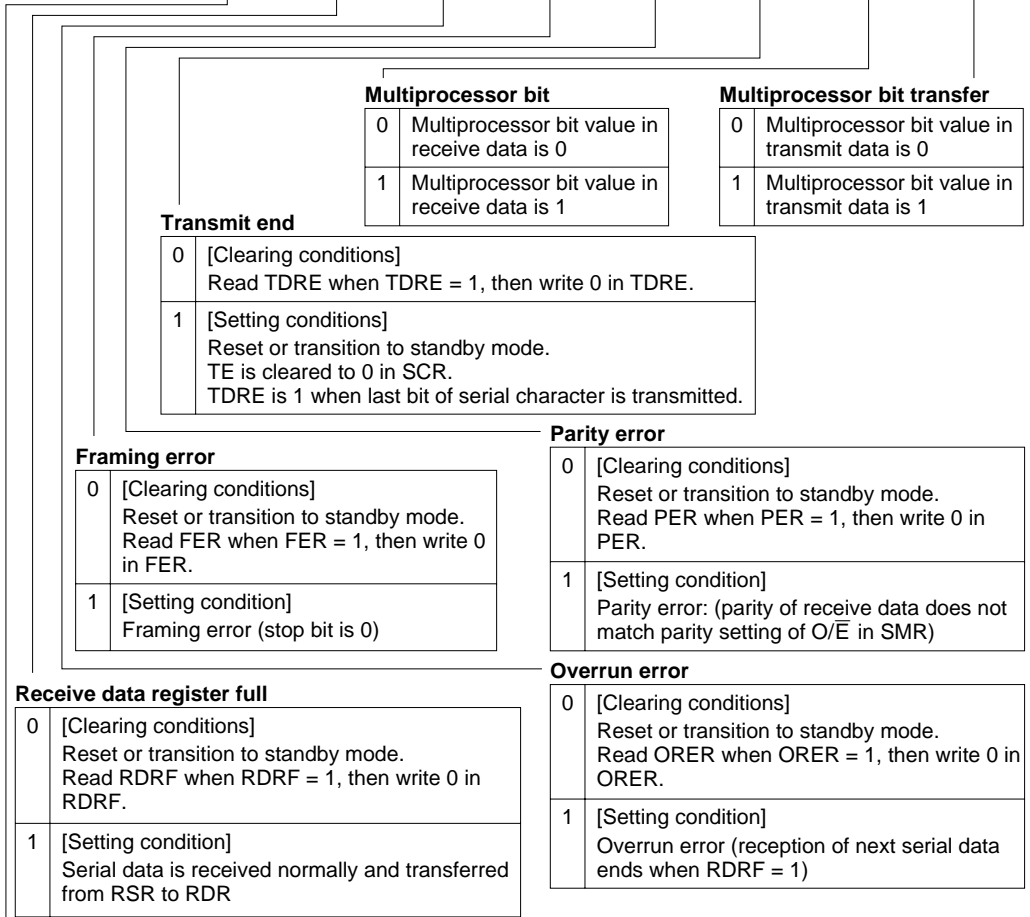 Multiprocessor bit
0 Multiprocessor bit value in
receive data is 0
1 Multiprocessor bit value in
receive data is 1
Multiprocessor bit transfer
0 Multiprocessor bit value in
transmit data is 0
1 Multiprocessor bit value in
transmit data is 1
Transmit end
0 [Clearing conditions]
Read TDRE when TDRE = 1, then write 0 in TDRE.
1 [Setting conditions]
Reset or transition to standby mode.
TE is cleared to 0 in SCR.
TDRE is 1 when last bit of serial character is transmitted.
Parity error
0 [Clearing conditions]
Reset or transition to standby mode.
Read PER when PER = 1, then write 0 in
PER.
1 [Setting condition]
Parity error: (parity of receive data does not
match parity setting of O/E̅ in SMR)
Framing error
0 [Clearing conditions]
Reset or transition to standby mode.
Read FER when FER = 1, then write 0
in FER.
1 [Setting condition]
Framing error (stop bit is 0)
Overrun error
0 [Clearing conditions]
Reset or transition to standby mode.
Read ORER when ORER = 1, then write 0 in
ORER.
1 [Setting condition]
Overrun error (reception of next serial data
ends when RDRF = 1)
Receive data register full
0 [Clearing conditions]
Reset or transition to standby mode.
Read RDRF when RDRF = 1, then write 0 in
RDRF.
1 [Setting condition]
Serial data is received normally and transferred
from RSR to RDR